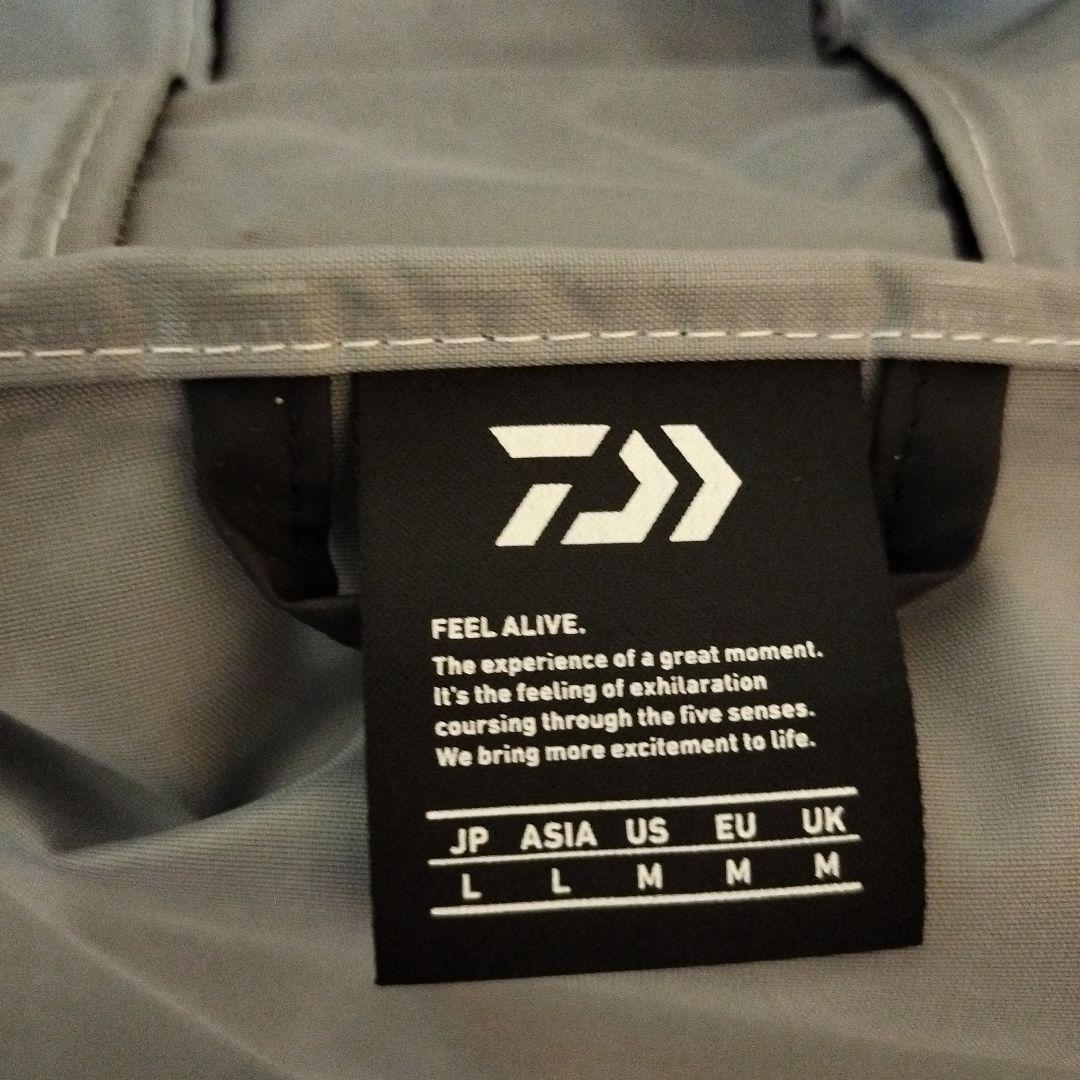 FEEL ALIVE.
The experience of a great moment.
It's the feeling of exhilaration
coursing through the five senses.
We bring more excitement to life.
JP ASIA US EU UK
L L M M M